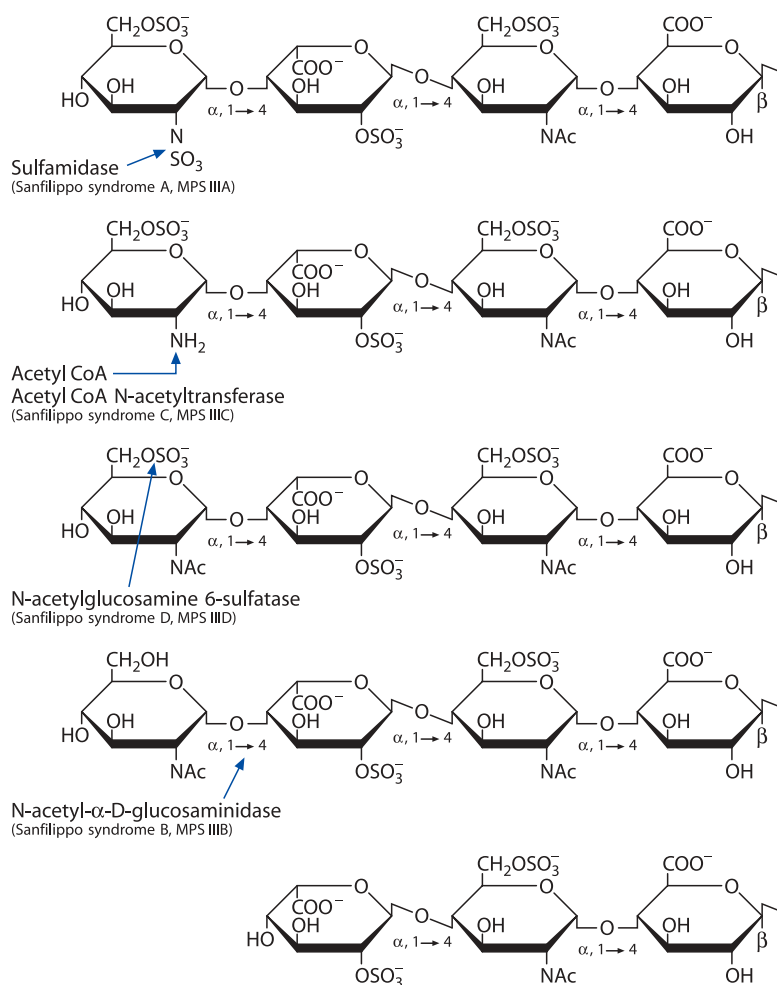 CH₂OSO₃⁻ CH₂OSO₃⁻ COO⁻
O O O O
COO⁻
OH O OH O OH O OH
HO α, 1→4 α, 1→4 α, 1→4 β
N OSO₃⁻ NAc OH
SO₃
Sulfamidase
(Sanfilippo syndrome A, MPS IIIA)
CH₂OSO₃⁻ CH₂OSO₃⁻ COO⁻
O O O O
COO⁻
OH O OH O OH O OH
HO α, 1→4 α, 1→4 α, 1→4 β
NH₂ OSO₃⁻ NAc OH
Acetyl CoA
Acetyl CoA N-acetyltransferase
(Sanfilippo syndrome C, MPS IIIC)
CH₂OSO₃⁻ CH₂OSO₃⁻ COO⁻
O O O O
COO⁻
OH O OH O OH O OH
HO α, 1→4 α, 1→4 α, 1→4 β
NAc OSO₃⁻ NAc OH
N-acetylglucosamine 6-sulfatase
(Sanfilippo syndrome D, MPS IIID)
CH₂OH CH₂OSO₃⁻ COO⁻
O O O O
COO⁻
OH O OH O OH O OH
HO α, 1→4 α, 1→4 α, 1→4 β
NAc OSO₃⁻ NAc OH
N-acetyl-α-D-glucosaminidase
(Sanfilippo syndrome B, MPS IIIB)
CH₂OSO₃⁻ COO⁻
O O O
COO⁻
OH O OH O OH
HO α, 1→4 α, 1→4 β
OSO₃⁻ NAc OH